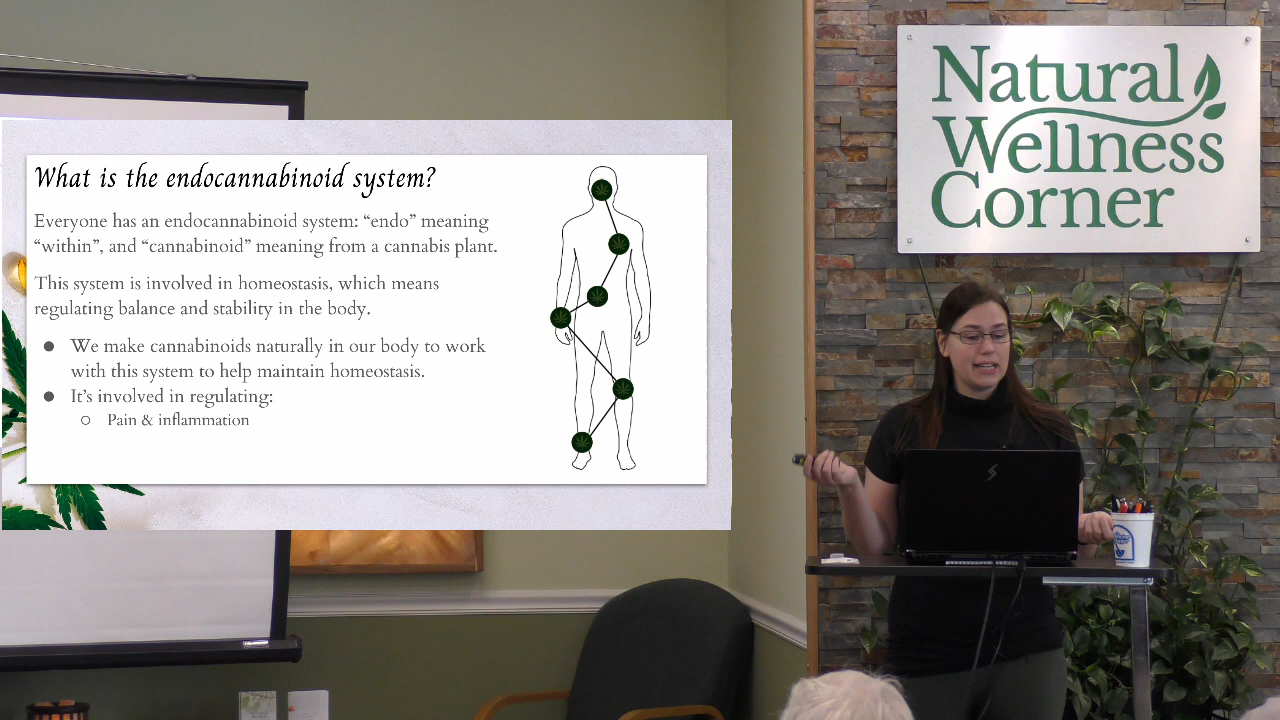 What is the endocannabinoid system?
Everyone has an endocannabinoid system: “endo” meaning
“within”, and “cannabinoid” meaning from a cannabis plant.
This system is involved in homeostasis, which means
regulating balance and stability in the body.
● We make cannabinoids naturally in our body to work
with this system to help maintain homeostasis.
● It’s involved in regulating:
○ Pain & inflammation
Natural
Wellness
Corner